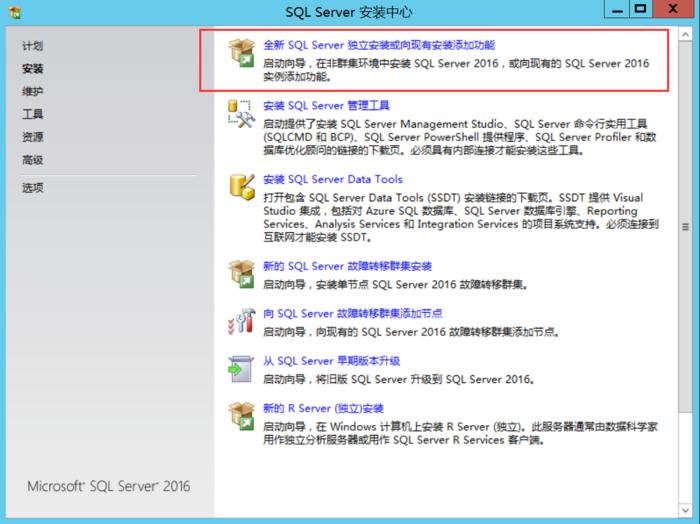 SQL Server 安装中心
计划
安装
维护
工具
资源
高级
选项
Microsoft® SQL Server® 2016
全新 SQL Server 独立安装或向现有安装添加功能
启动向导，在非群集环境中安装 SQL Server 2016，或向现有的 SQL Server 2016
实例添加功能。
安装 SQL Server 管理工具
启动提供了安装 SQL Server Management Studio、SQL Server 命令行实用工具
(SQLCMD 和 BCP)、SQL Server PowerShell 提供程序、SQL Server Profiler 和数
据库优化顾问的链接的下载页。必须具有内部连接才能安装这些工具。
安装 SQL Server Data Tools
打开包含 SQL Server Data Tools (SSDT) 安装链接的下载页。SSDT 提供 Visual
Studio 集成，包括对 Azure SQL 数据库、SQL Server 数据库引擎、Reporting
Services、Analysis Services 和 Integration Services 的项目系统支持。必须连接到
互联网才能安装 SSDT。
新的 SQL Server 故障转移群集安装
启动向导，安装单节点 SQL Server 2016 故障转移群集。
向 SQL Server 故障转移群集添加节点
启动向导，向现有的 SQL Server 2016 故障转移群集添加节点。
从 SQL Server 早期版本升级
启动向导，将旧版 SQL Server 升级到 SQL Server 2016。
新的 R Server (独立)安装
启动向导，在 Windows 计算机上安装 R Server (独立)。此服务器通常由数据科学家
用作独立分析服务器或用作 SQL Server R Services 客户端。